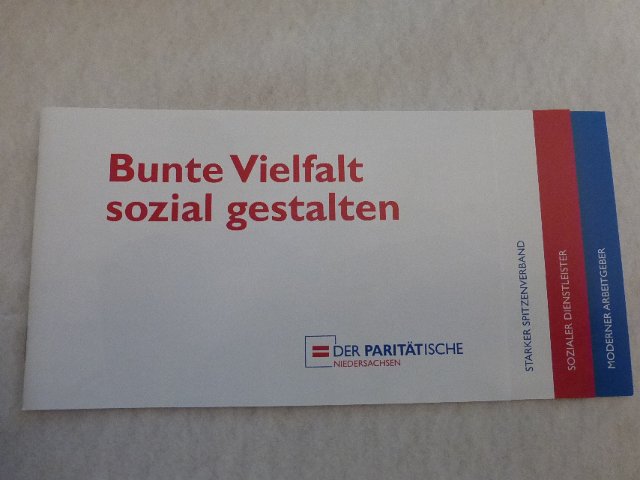 Bunte Vielfalt
sozial gestalten
DER PARITÄTISCHE
NIEDERSACHSEN
STARKER SPITZENVERBAND
SOZIALER DIENSTLEISTER
MODERNER ARBEITGEBER